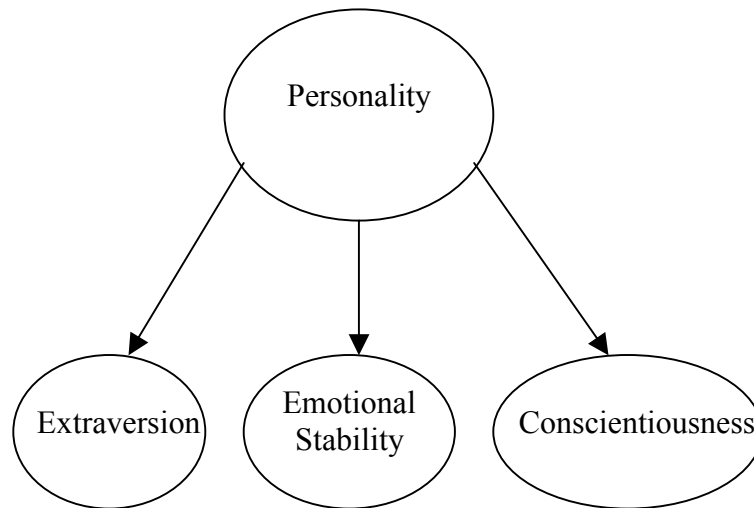 Personality
Extraversion
Emotional
Stability
Conscientiousness